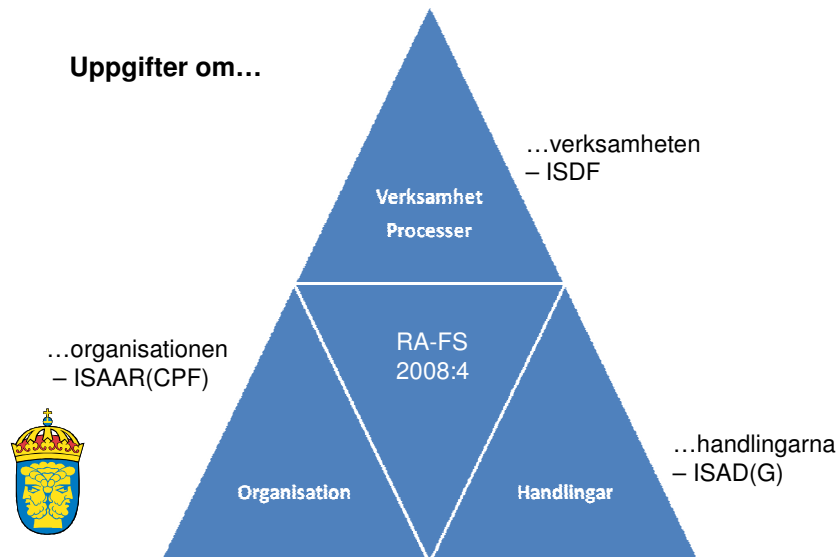 Uppgifter om…
…verksamheten
– ISDF
Verksamhet
Processer
RA-FS
2008:4
…organisationen
– ISAAR(CPF)
…handlingarna
– ISAD(G)
Organisation
Handlingar